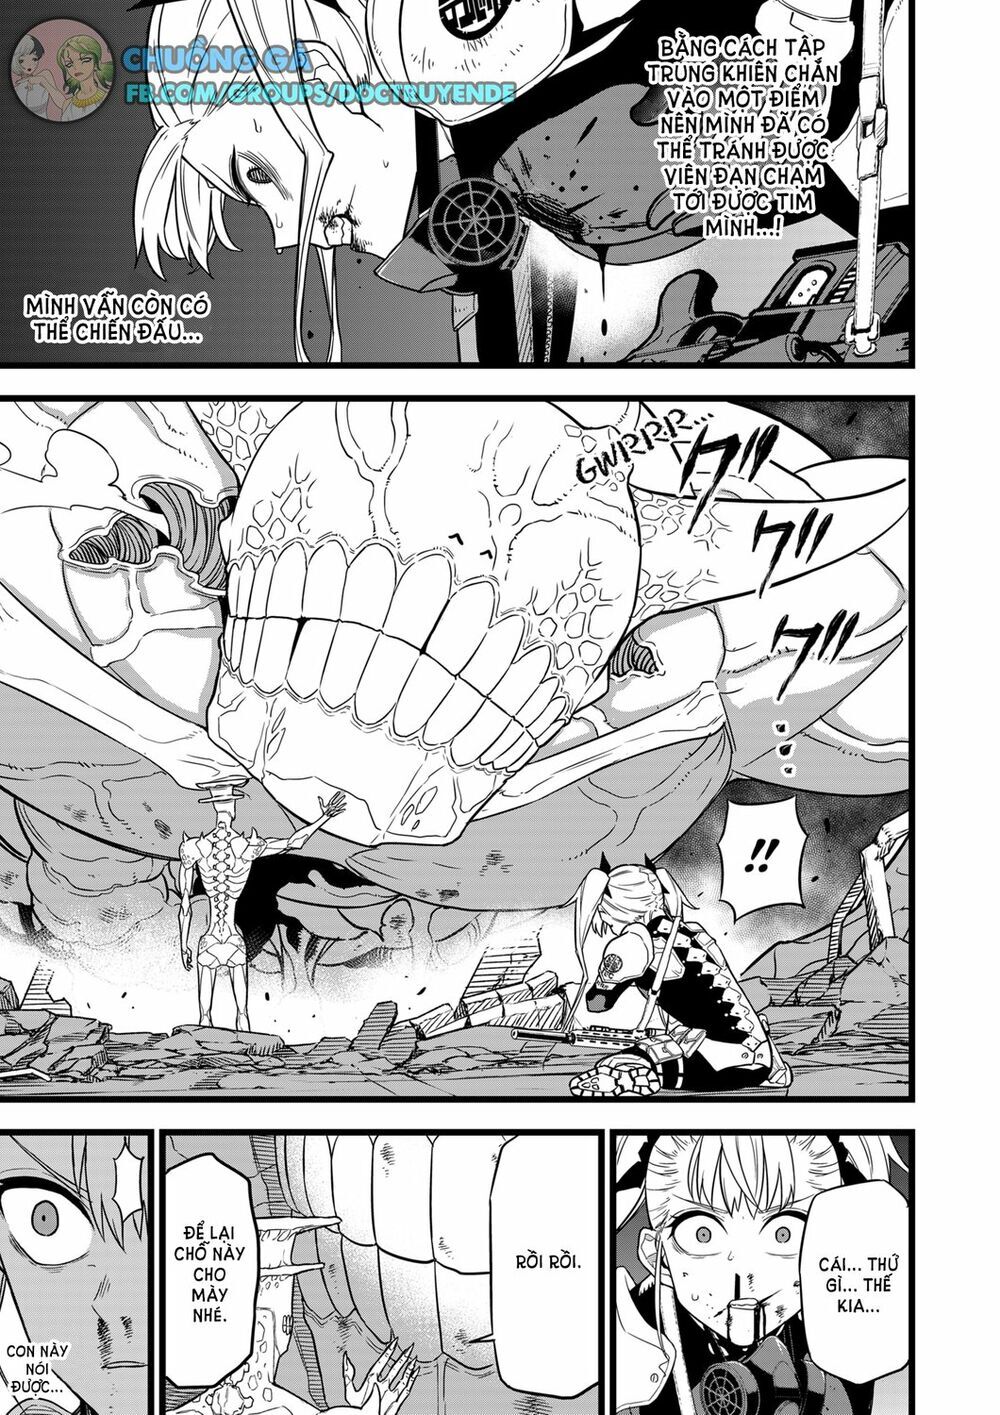 CHUỒNG GÀ
FB.COM/GROUPS/DOCTRUYENDE
BẰNG CÁCH TẬP
TRUNG KHIÊN CHẮN
VÀO MỘT ĐIỂM
NÊN MÌNH ĐÃ CÓ
THỂ TRÁNH ĐƯỢC
VIÊN ĐẠN CHẠM
TỚI ĐƯỢC TIM
MÌNH...!
MÌNH VẪN CÒN CÓ
THỂ CHIẾN ĐẤU...
GWRRRR...
グググ...
!!
CÁI... THỨ
GÌ... THẾ
KIA...
RỒI RỒI.
ĐỂ LẠI
CHỖ NÀY
CHO
MÀY
NHÉ.
CON NÀY
NÓI
ĐƯỢC...